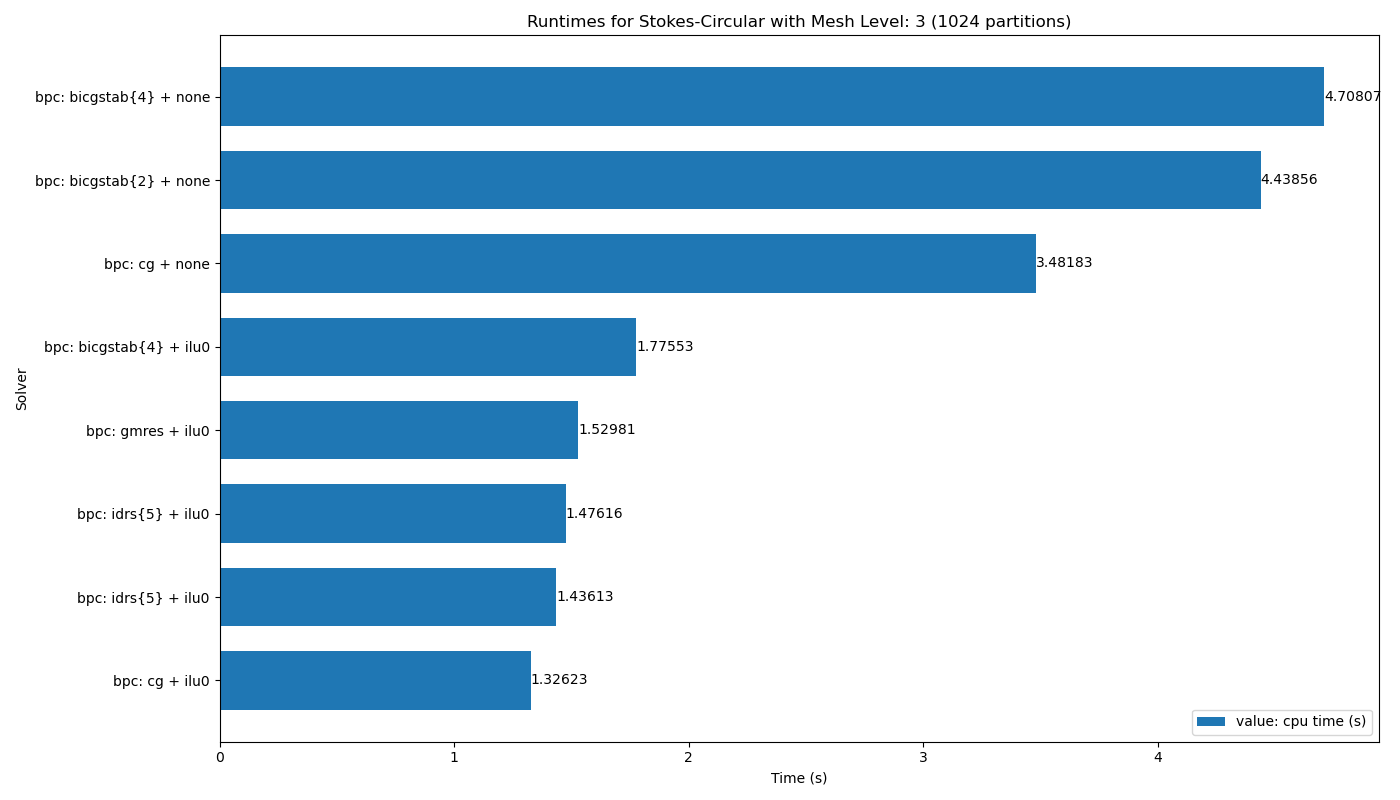 Runtimes for Stokes-Circular with Mesh Level: 3 (1024 partitions)
bpc: bicgstab{4} + none
4.70807
bpc: bicgstab{2} + none
4.43856
bpc: cg + none
3.48183
bpc: bicgstab{4} + ilu0
1.77553
Solver
bpc: gmres + ilu0
1.52981
bpc: idrs{5} + ilu0
1.47616
bpc: idrs{5} + ilu0
1.43613
bpc: cg + ilu0
1.32623
value: cpu time (s)
0 1 2 3 4
Time (s)